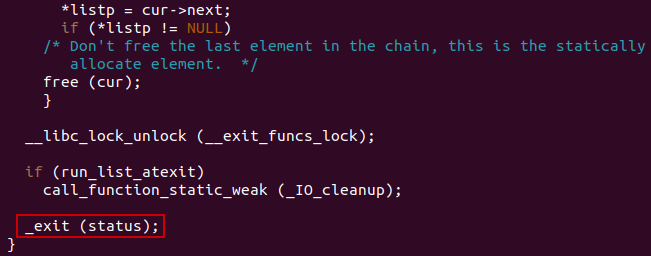 *listp = cur->next;
if (*listp != NULL)
/* Don't free the last element in the chain, this is the statically
allocate element.  */
free (cur);
}
__libc_lock_unlock (__exit_funcs_lock);
if (run_list_atexit)
call_function_static_weak (_IO_cleanup);
_exit (status);
}